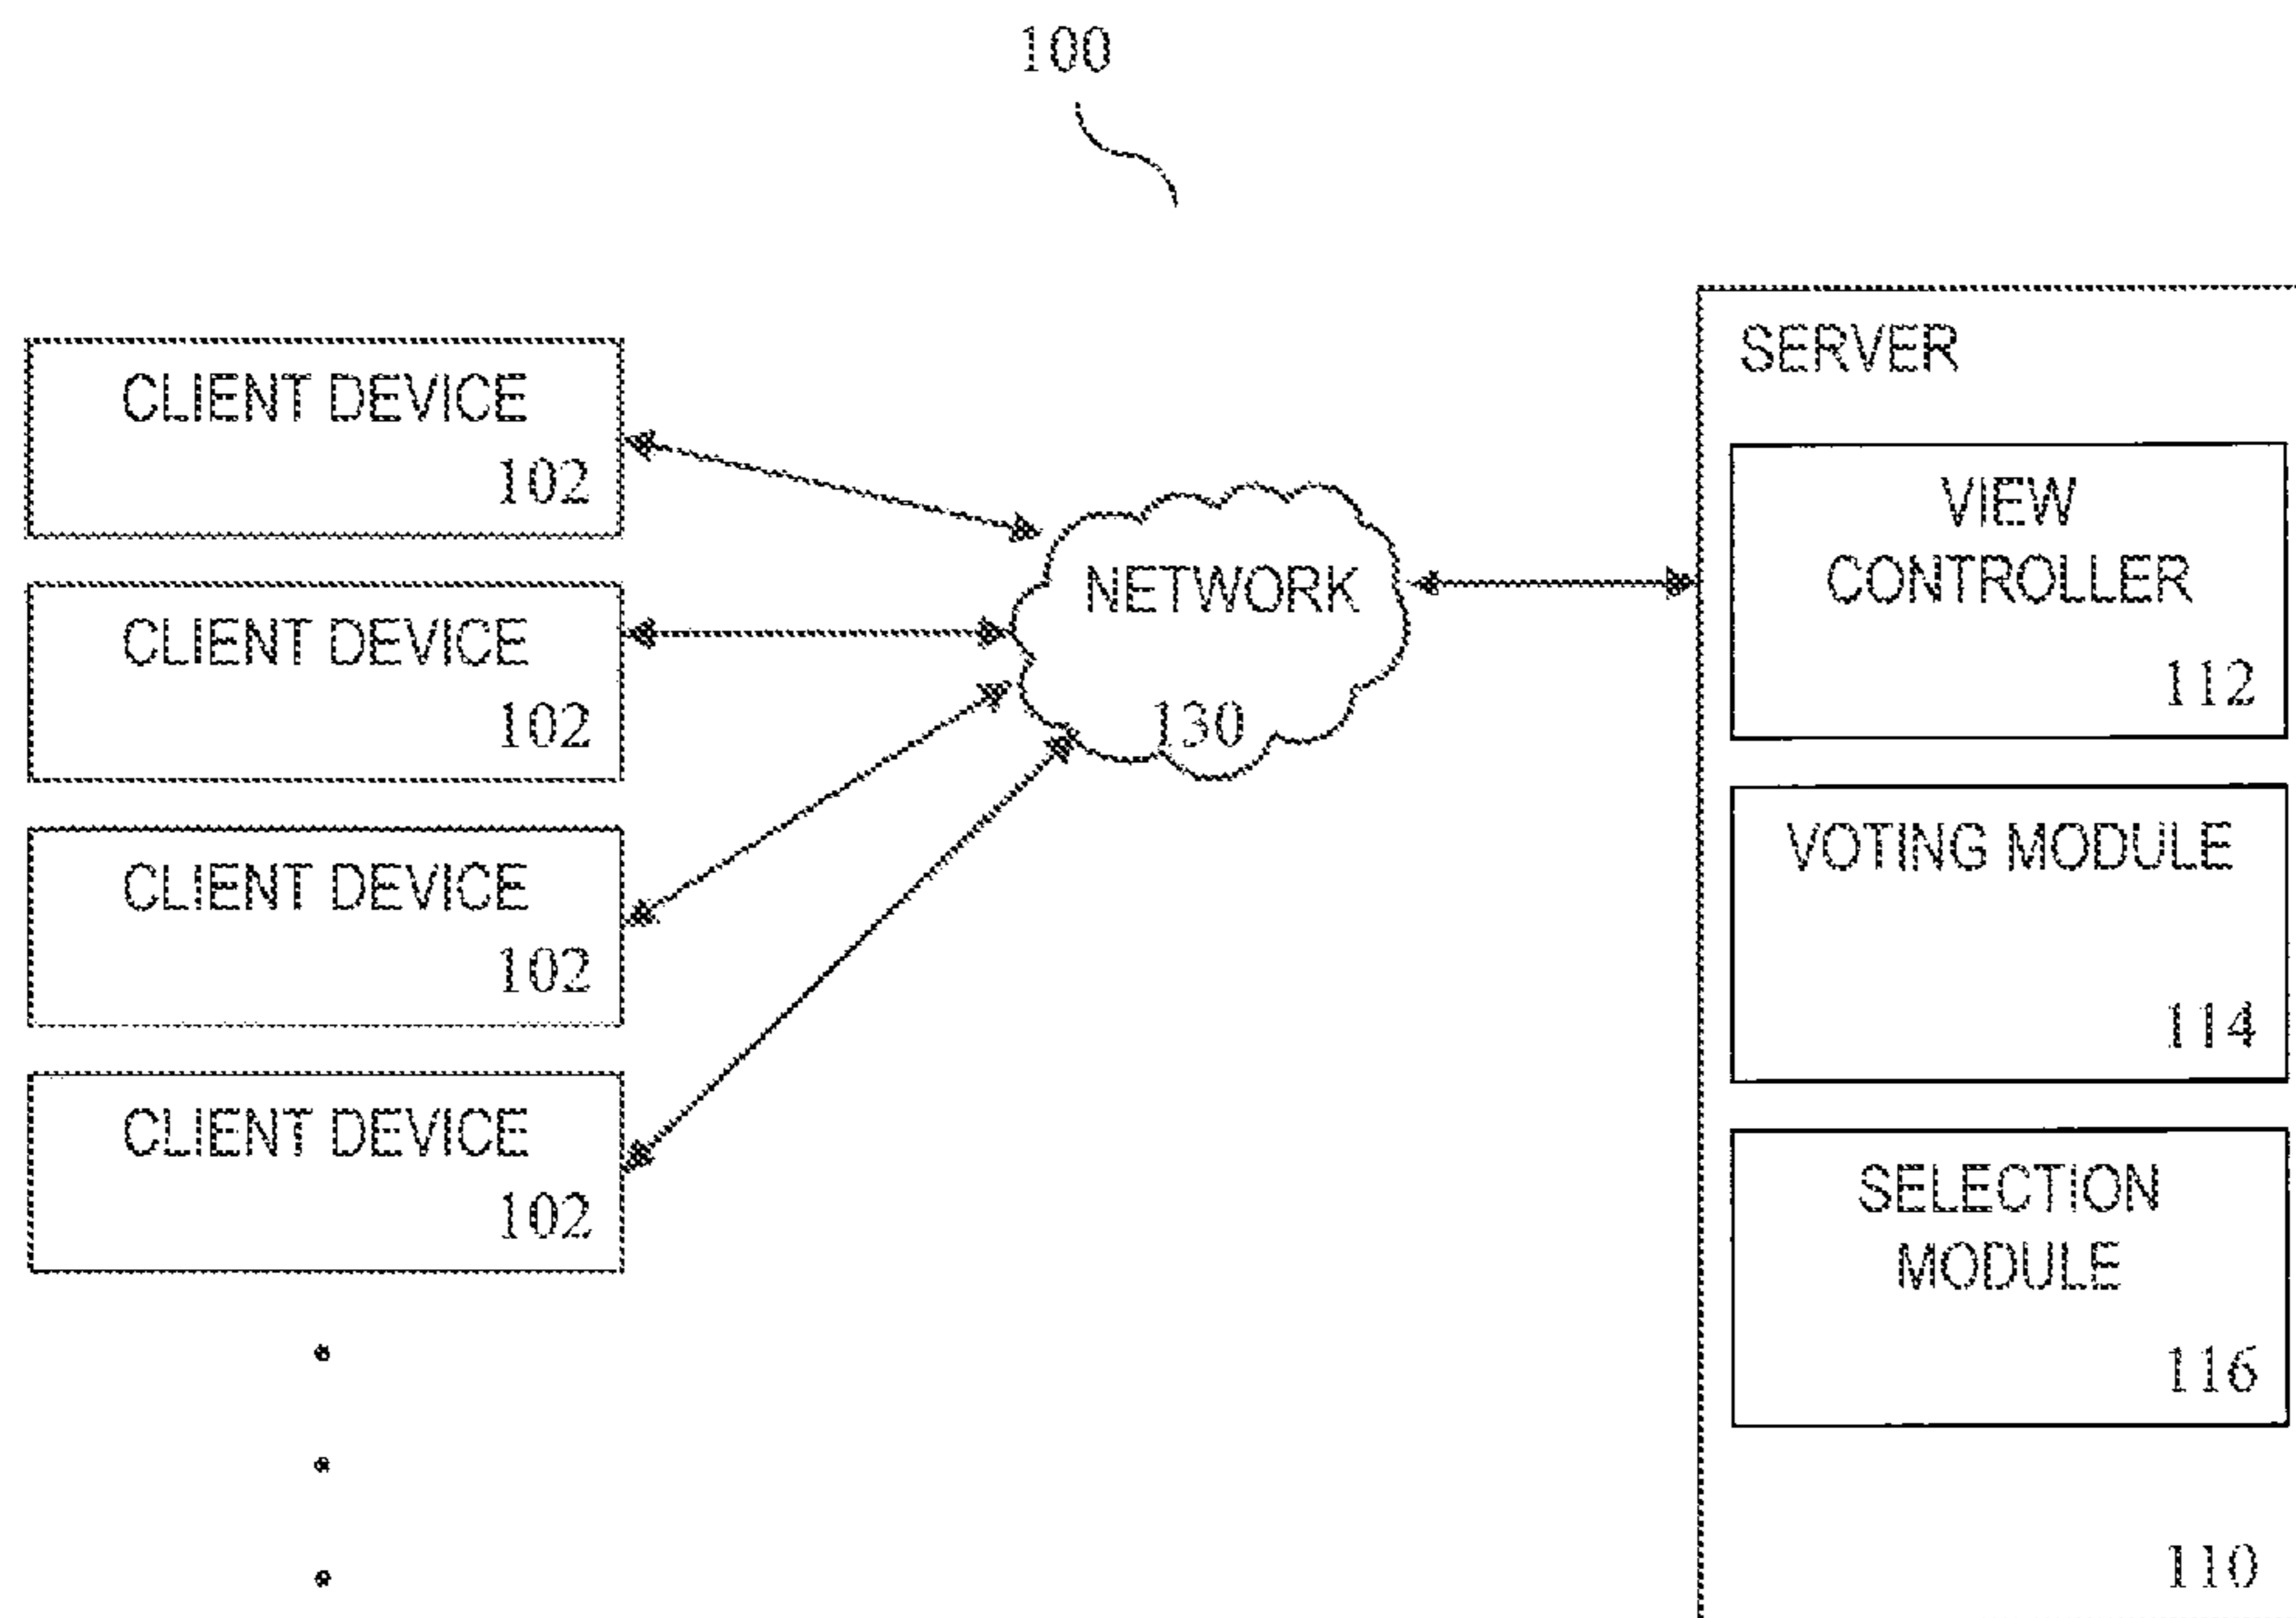 100
CLIENT DEVICE
102
CLIENT DEVICE
102
CLIENT DEVICE
102
CLIENT DEVICE
102
NETWORK
130
SERVER
VIEW
CONTROLLER
112
VOTING MODULE
114
SELECTION
MODULE
116
110